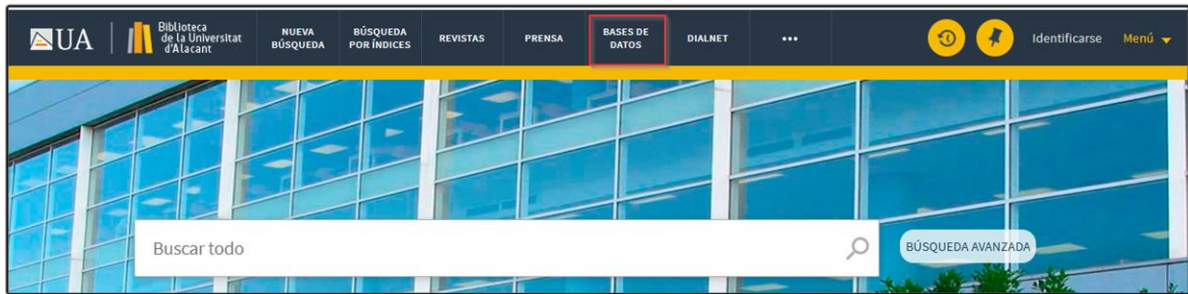 UA
Biblioteca
de la Universitat
d'Alacant
NUEVA
BÚSQUEDA
BÚSQUEDA
POR ÍNDICES
REVISTAS
PRENSA
BASES DE
DATOS
DIALNET
•••
Identificarse
Menú
Buscar todo
BÚSQUEDA AVANZADA